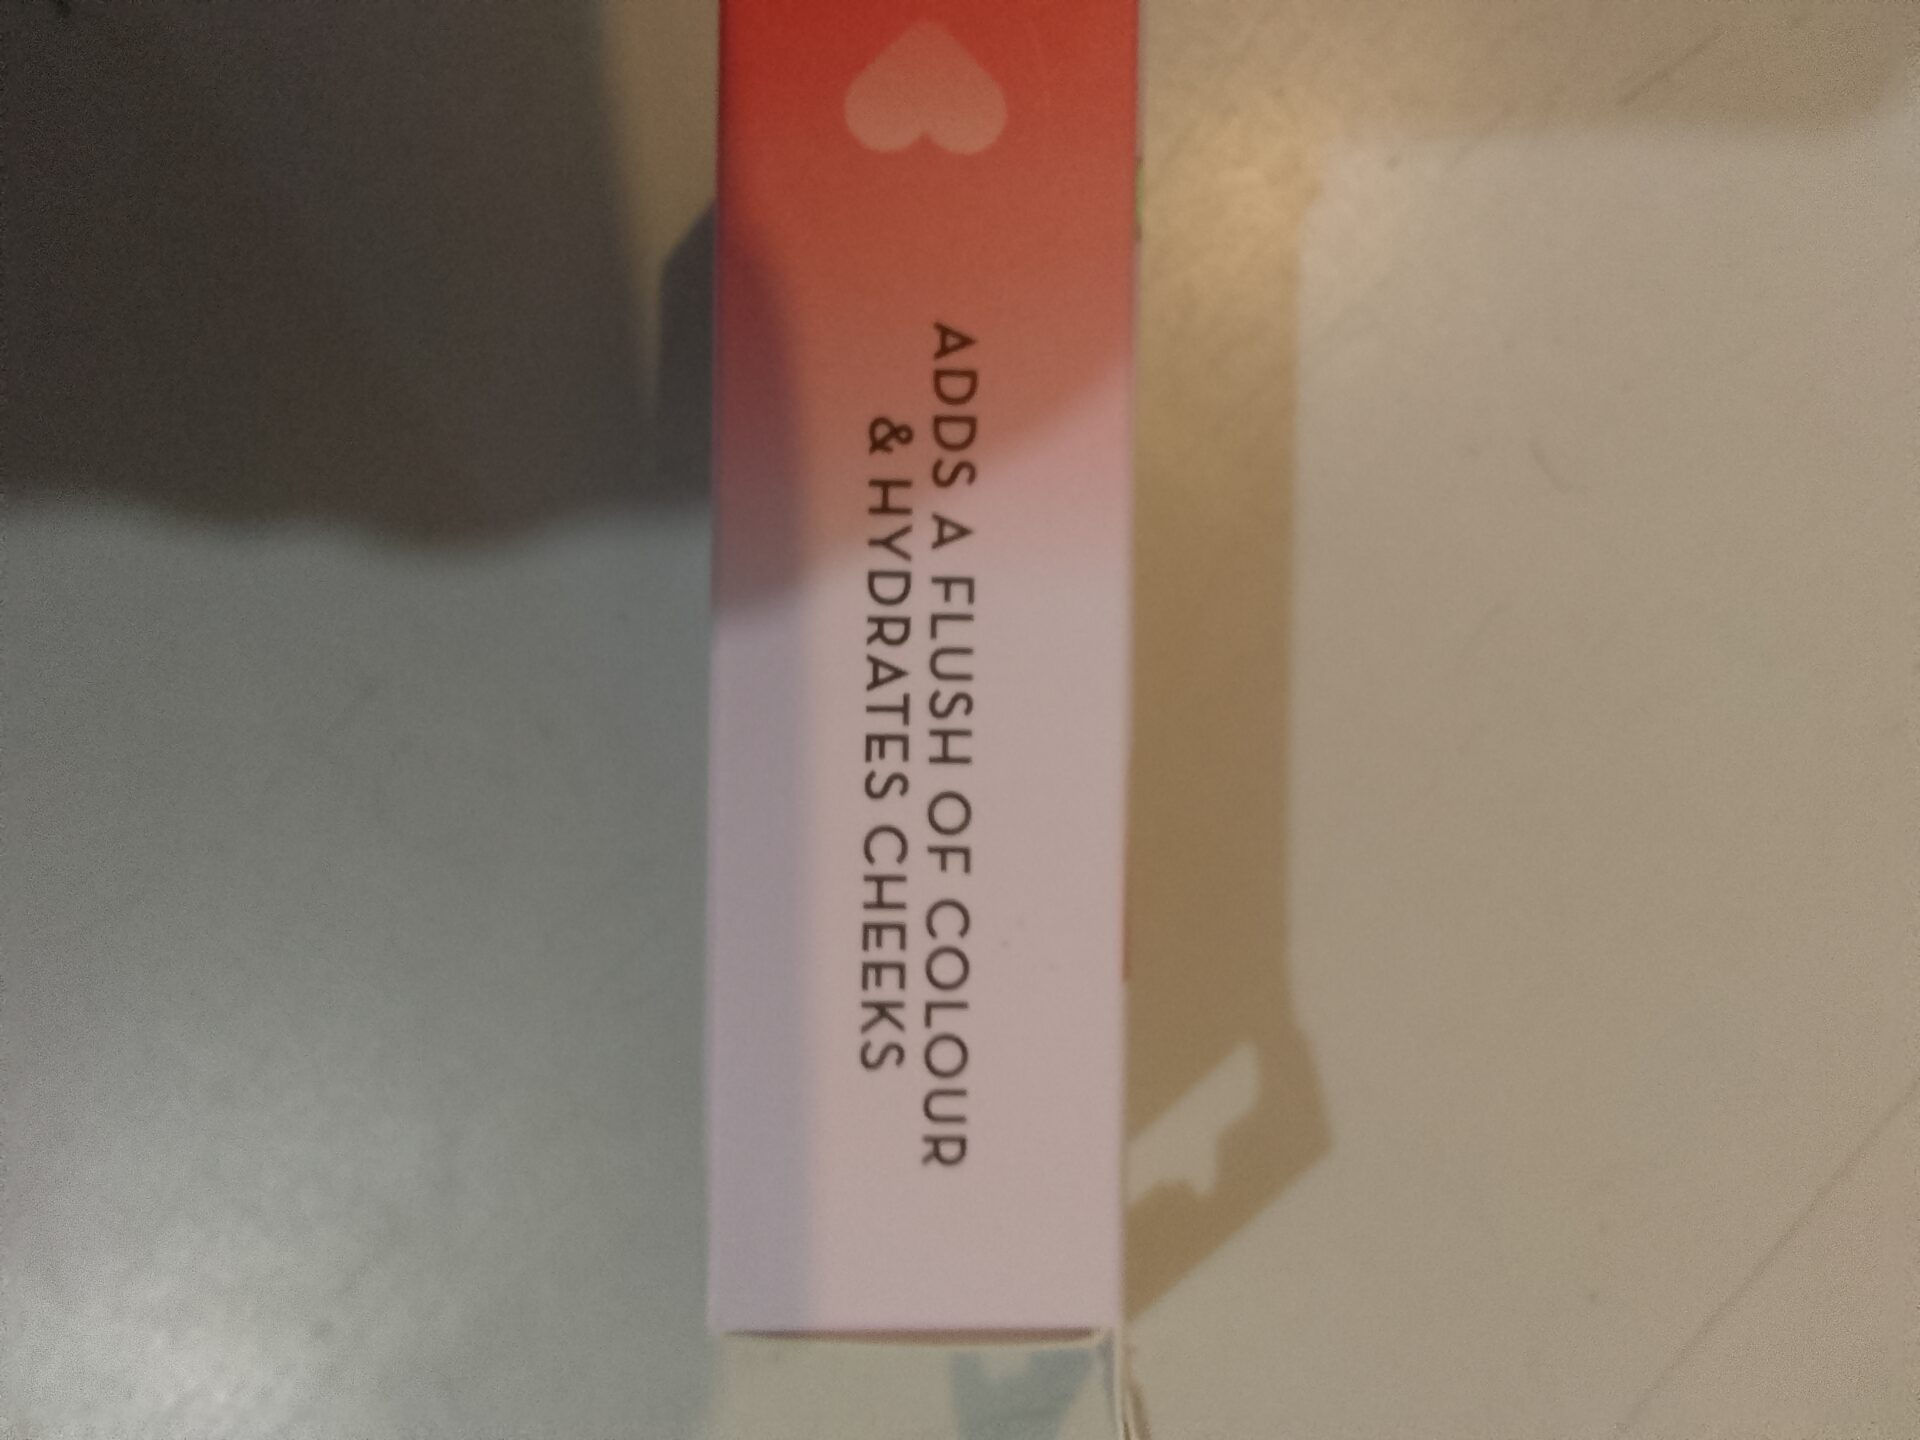 ADDS A FLUSH OF COLOUR
& HYDRATES CHEEKS